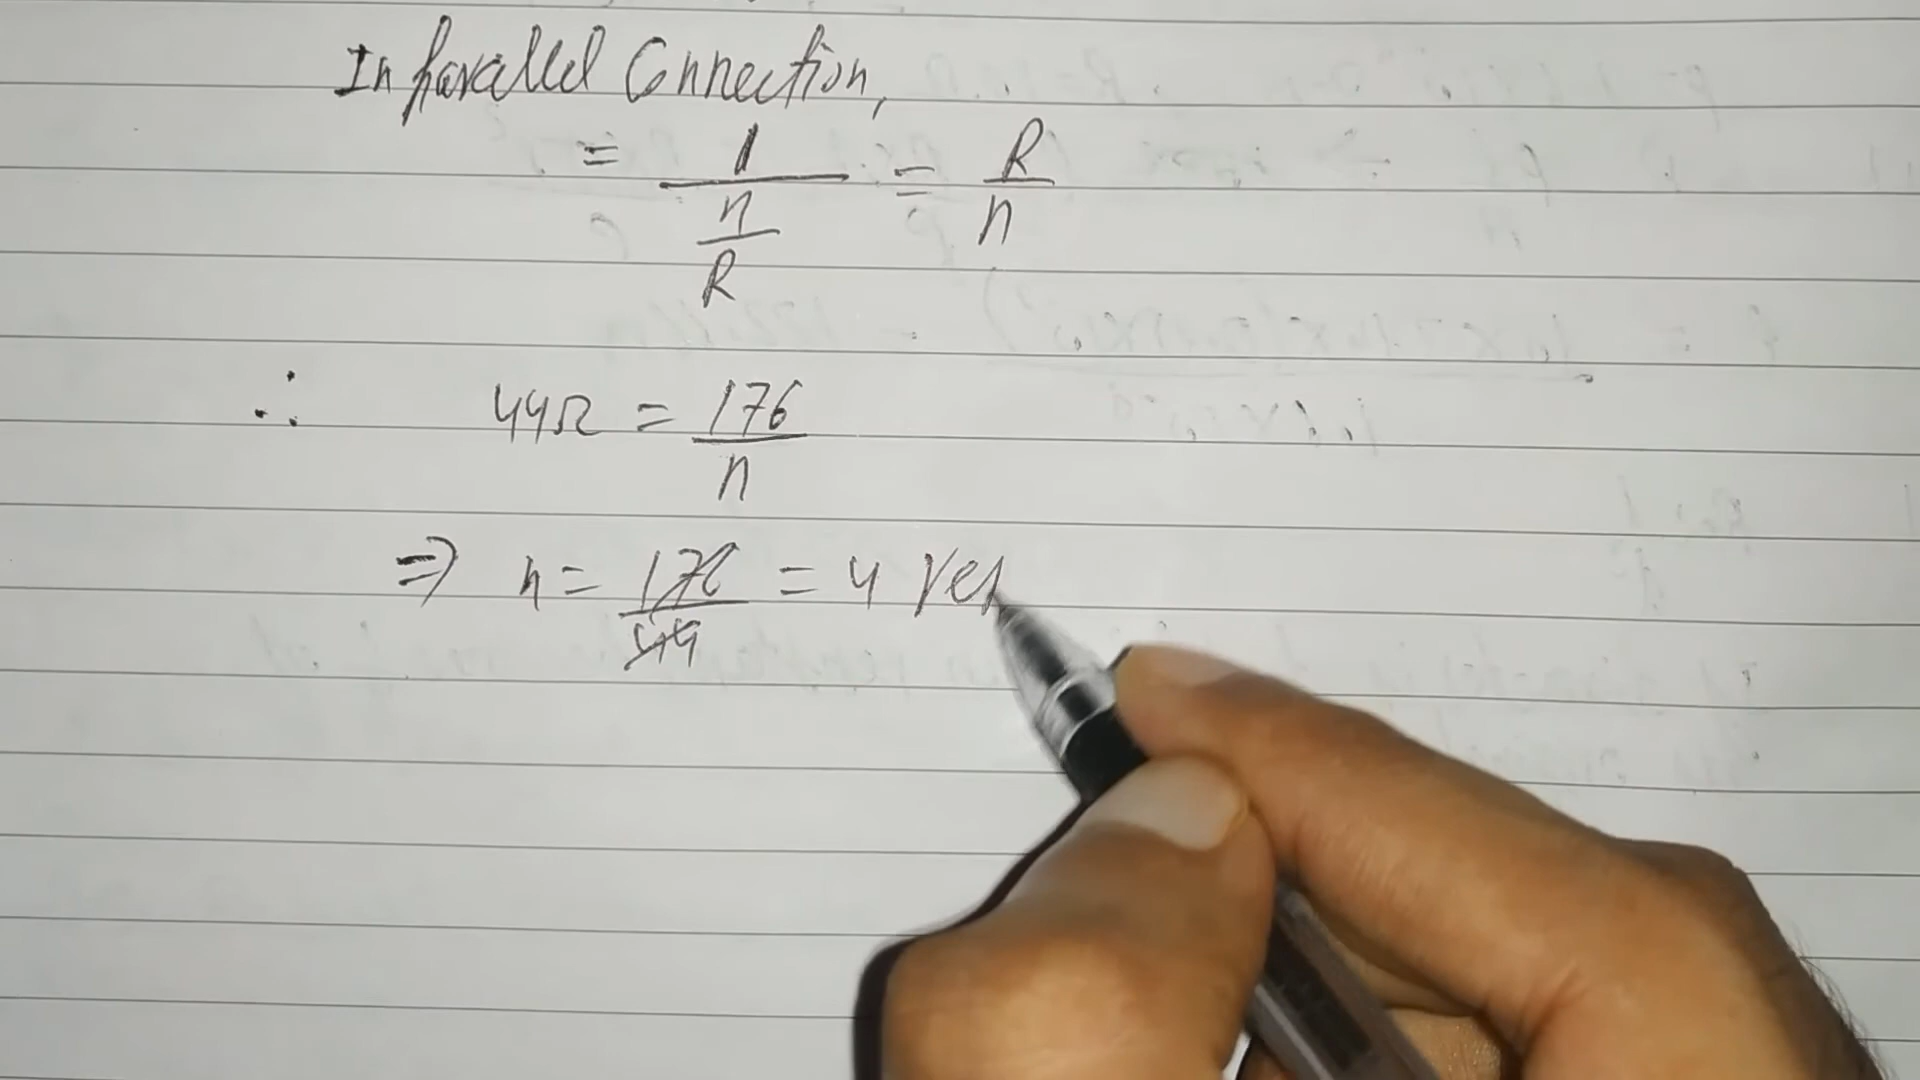 In Parallel Connection,
= 1/(n/R) = R/n
∴ 44Ω = 176/n
⇒ n = 176/44 = 4 res